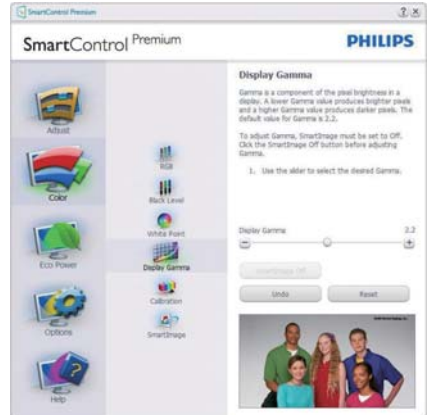 SmartControl Premium
SmartControl Premium
PHILIPS
Adjust
Color
Eco Power
Options
Help
RGB
Black Level
White Point
Display Gamma
Calibration
SmartImage
Display Gamma
Gamma is a component of the pixel brightness in a
display. A lower Gamma value produces brighter pixels
and a higher Gamma value produces darker pixels. The
default value for Gamma is 2.2.
To adjust Gamma, SmartImage must be set to Off.
Click the SmartImage Off button before adjusting
Gamma.
1. Use the slider to select the desired Gamma.
Display Gamma 2.2
SmartImage Off
Undo Reset